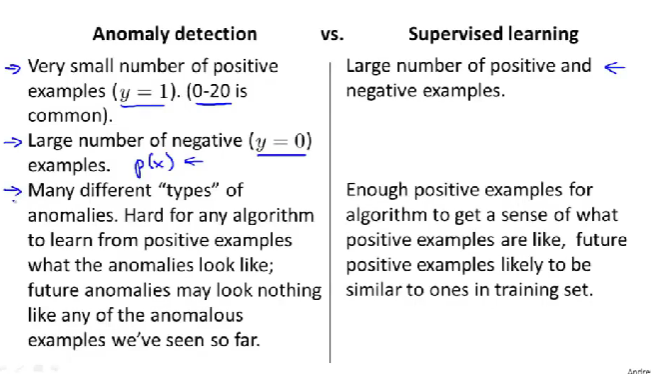 Anomaly detection vs. Supervised learning
→ Very small number of positive
examples (y = 1). (0-20 is
common).
→ Large number of negative (y = 0)
examples. p(x) ←
→ Many different “types” of
anomalies. Hard for any algorithm
to learn from positive examples
what the anomalies look like;
future anomalies may look nothing
like any of the anomalous
examples we’ve seen so far.
Large number of positive and ←
negative examples.
Enough positive examples for
algorithm to get a sense of what
positive examples are like, future
positive examples likely to be
similar to ones in training set.
Andre